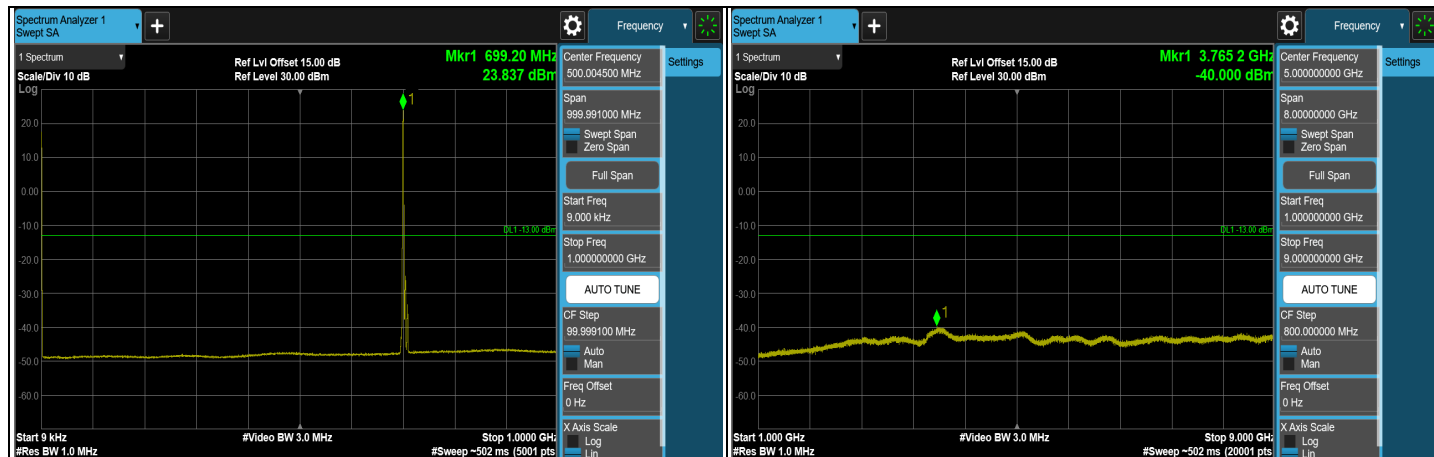 Spectrum Analyzer 1
Swept SA
+
Frequency
1 Spectrum
Scale/Div 10 dB
Log
Ref Lvl Offset 15.00 dB
Ref Level 30.00 dBm
Mkr1 699.20 MHz
23.837 dBm
1
20.0
10.0
0.00
-10.0
-20.0
-30.0
-40.0
-50.0
-60.0
DL1 -13.00 dBm
Start 9 kHz
#Res BW 1.0 MHz
#Video BW 3.0 MHz
Stop 1.0000 GHz
#Sweep ~502 ms (5001 pts
Center Frequency
500.004500 MHz
Settings
Span
999.991000 MHz
Swept Span
Zero Span
Full Span
Start Freq
9.000 kHz
Stop Freq
1.000000000 GHz
AUTO TUNE
CF Step
99.999100 MHz
Auto
Man
Freq Offset
0 Hz
X Axis Scale
Log
Lin
Spectrum Analyzer 1
Swept SA
+
Frequency
1 Spectrum
Scale/Div 10 dB
Log
Ref Lvl Offset 15.00 dB
Ref Level 30.00 dBm
Mkr1 3.765 2 GHz
-40.000 dBm
1
20.0
10.0
0.00
-10.0
-20.0
-30.0
-40.0
-50.0
-60.0
DL1 -13.00 dBm
Start 1.000 GHz
#Res BW 1.0 MHz
#Video BW 3.0 MHz
Stop 9.000 GHz
#Sweep ~502 ms (20001 pts
Center Frequency
5.00000000 GHz
Settings
Span
8.00000000 GHz
Swept Span
Zero Span
Full Span
Start Freq
1.000000000 GHz
Stop Freq
9.000000000 GHz
AUTO TUNE
CF Step
800.000000 MHz
Auto
Man
Freq Offset
0 Hz
X Axis Scale
Log
Lin